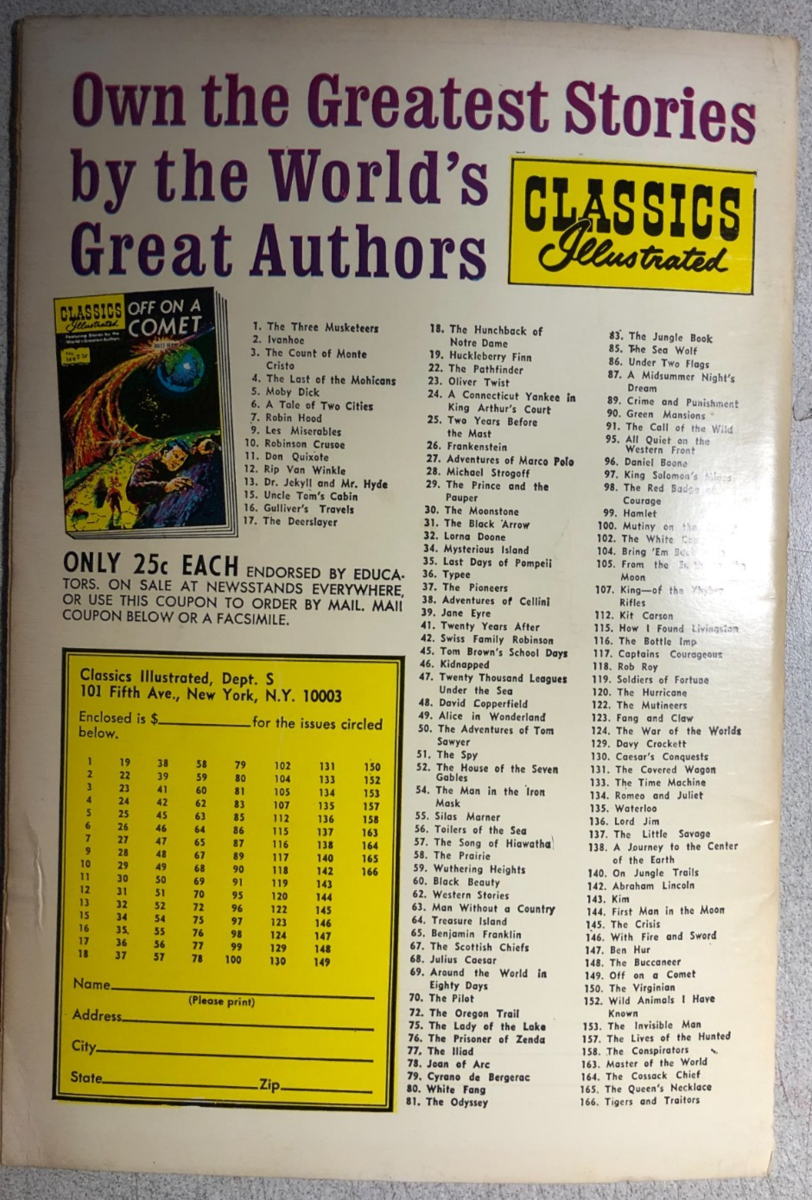 Own the Greatest Stories
by the World's
Great Authors
CLASSICS
Illustrated
CLASSICS
Illustrated
Featuring Stories by the
World's Greatest Authors
OFF ON A
COMET
1. The Three Musketeers
2. Ivanhoe
3. The Count of Monte
Cristo
4. The Last of the Mohicans
5. Moby Dick
6. A Tale of Two Cities
7. Robin Hood
9. Les Miserables
10. Robinson Crusoe
11. Don Quixote
12. Rip Van Winkle
13. Dr. Jekyll and Mr. Hyde
15. Uncle Tom's Cabin
16. Gulliver's Travels
17. The Deerslayer
18. The Hunchback of
Notre Dame
19. Huckleberry Finn
22. The Pathfinder
23. Oliver Twist
24. A Connecticut Yankee in
King Arthur's Court
25. Two Years Before
the Mast
26. Frankenstein
27. Adventures of Marco Polo
28. Michael Strogoff
29. The Prince and the
Pauper
30. The Moonstone
31. The Black Arrow
32. Lorna Doone
34. Mysterious Island
35. Last Days of Pompeii
36. Typee
37. The Pioneers
38. Adventures of Cellini
39. Jane Eyre
41. Twenty Years After
42. Swiss Family Robinson
45. Tom Brown's School Days
46. Kidnapped
47. Twenty Thousand Leagues
Under the Sea
48. David Copperfield
49. Alice in Wonderland
50. The Adventures of Tom
Sawyer
51. The Spy
52. The House of the Seven
Gables
54. The Man in the Iron
Mask
55. Silas Marner
56. Toilers of the Sea
57. The Song of Hiawatha
58. The Prairie
59. Wuthering Heights
60. Black Beauty
62. Western Stories
63. Man Without a Country
64. Treasure Island
65. Benjamin Franklin
67. The Scottish Chiefs
68. Julius Caesar
69. Around the World in
Eighty Days
70. The Pilot
72. The Oregon Trail
75. The Lady of the Lake
76. The Prisoner of Zenda
77. The Iliad
78. Joan of Arc
79. Cyrano de Bergerac
80. White Fang
81. The Odyssey
83. The Jungle Book
85. The Sea Wolf
86. Under Two Flags
87. A Midsummer Night's
Dream
89. Crime and Punishment
90. Green Mansions
91. The Call of the Wild
95. All Quiet on the
Western Front
96. Daniel Boone
97. King Solomon's Mines
98. The Red Badge of
Courage
99. Hamlet
100. Mutiny on the
102. The White
104. Bring 'Em
105. From the
Moon
107. King—of the Khyber
Rifles
112. Kit Carson
115. How I Found Livingston
116. The Bottle Imp
117. Captains Courageous
118. Rob Roy
119. Soldiers of Fortune
120. The Hurricane
122. The Mutineers
123. Fang and Claw
124. The War of the Worlds
129. Davy Crockett
130. Caesar's Conquests
131. The Covered Wagon
133. The Time Machine
134. Romeo and Juliet
135. Waterloo
136. Lord Jim
137. The Little Savage
138. A Journey to the Center
of the Earth
140. On Jungle Trails
142. Abraham Lincoln
143. Kim
144. First Man in the Moon
145. The Crisis
146. With Fire and Sword
147. Ben Hur
148. The Buccaneer
149. Off on a Comet
150. The Virginian
152. Wild Animals I Have
Known
153. The Invisible Man
157. The Lives of the Hunted
158. The Conspirators
163. Master of the World
164. The Cossack Chief
165. The Queen's Necklace
166. Tigers and Traitors
ONLY 25c EACH ENDORSED BY EDUCA-
TORS. ON SALE AT NEWSSTANDS EVERYWHERE,
OR USE THIS COUPON TO ORDER BY MAIL. MAIL
COUPON BELOW OR A FACSIMILE.
Classics Illustrated, Dept. S
101 Fifth Ave., New York, N.Y. 10003
Enclosed is $ for the issues circled
below.
1 19 38 58 79 102 131 150
2 22 39 59 80 104 133 152
3 23 41 60 81 105 134 153
4 24 42 62 83 107 135 157
5 25 45 63 85 112 136 158
6 26 46 64 86 115 137 163
7 27 47 65 87 116 138 164
9 28 48 67 89 117 140 165
10 29 49 68 90 118 142 166
11 30 50 69 91 119 143
12 31 51 70 95 120 144
13 32 52 72 96 122 145
15 34 54 75 97 123 146
16 35 55 76 98 124 147
17 36 56 77 99 129 148
18 37 57 78 100 130 149
Name
(Please print)
Address
City
State Zip